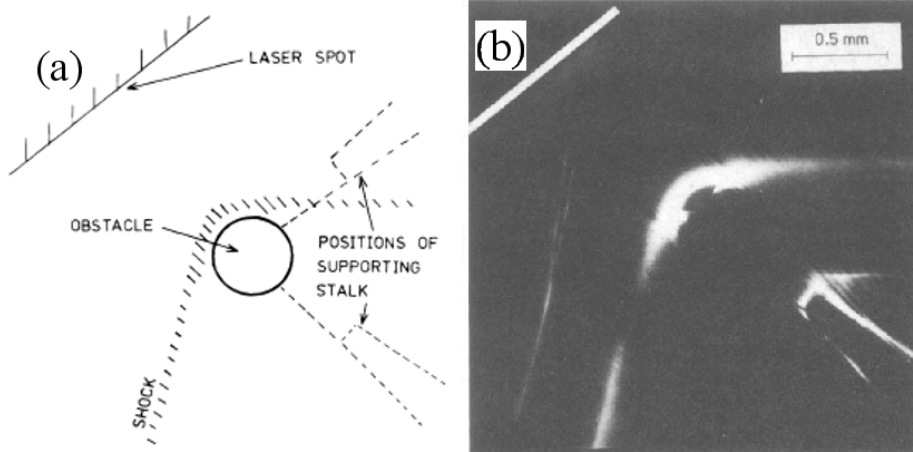 (a)
LASER SPOT
OBSTACLE
POSITIONS OF
SUPPORTING
STALK
SHOCK
(b)
0.5 mm